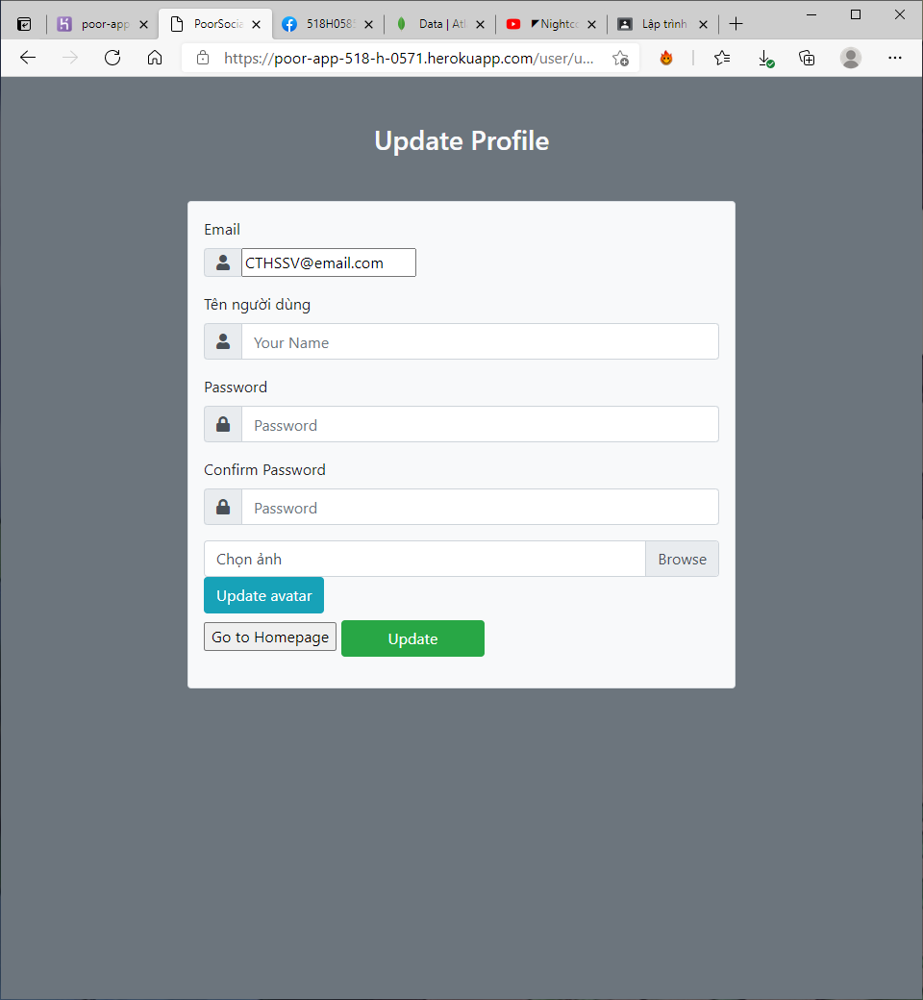 poor-app
PoorSocia
518H058
Data | Atl
Nightco
Lập trình
https://poor-app-518-h-0571.herokuapp.com/user/u...
Update Profile
Email
CTHSSV@email.com
Tên người dùng
Your Name
Password
Password
Confirm Password
Password
Chọn ảnh
Browse
Update avatar
Go to Homepage
Update